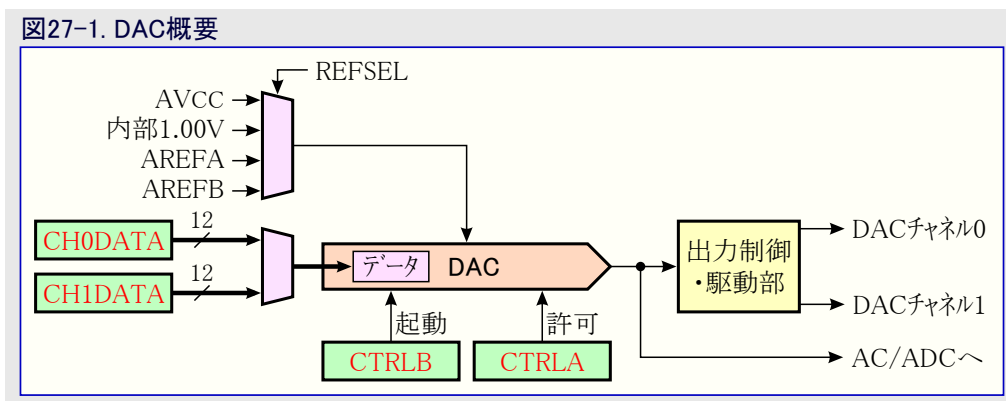 図27-1. DAC概要
REFSEL
AVCC
内部1.00V
AREFA
AREFB
CH0DATA
12
CH1DATA
12
データ
DAC
起動
許可
CTRLB
CTRLA
出力制御
・駆動部
DACチャネル0
DACチャネル1
AC/ADCへ